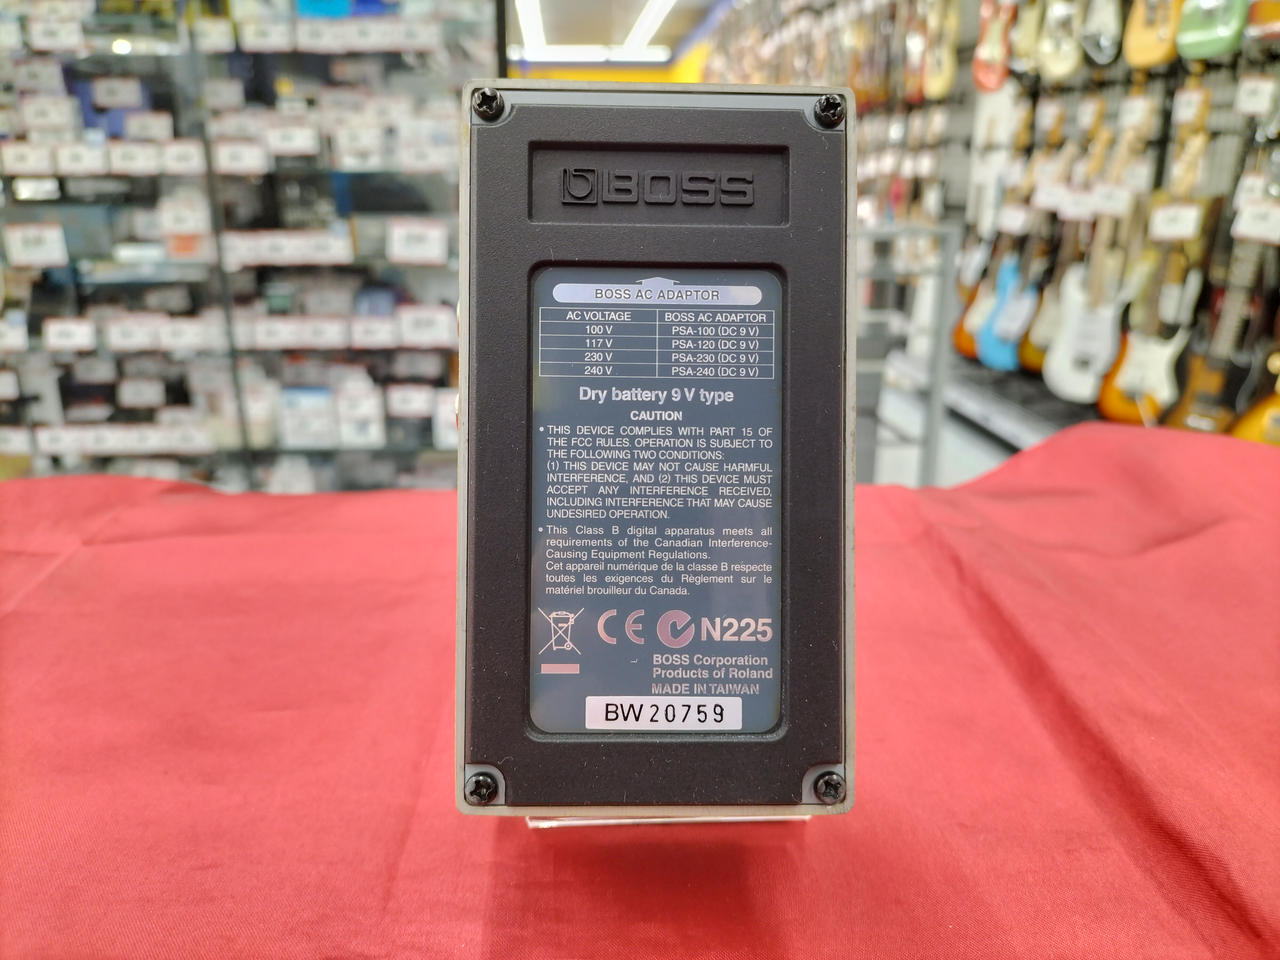 BOSS
BOSS AC ADAPTOR
AC VOLTAGE BOSS AC ADAPTOR
100 V PSA-100 (DC 9 V)
117 V PSA-120 (DC 9 V)
230 V PSA-230 (DC 9 V)
240 V PSA-240 (DC 9 V)
Dry battery 9 V type
CAUTION
• THIS DEVICE COMPLIES WITH PART 15 OF
THE FCC RULES. OPERATION IS SUBJECT TO
THE FOLLOWING TWO CONDITIONS:
(1) THIS DEVICE MAY NOT CAUSE HARMFUL
INTERFERENCE, AND (2) THIS DEVICE MUST
ACCEPT ANY INTERFERENCE RECEIVED,
INCLUDING INTERFERENCE THAT MAY CAUSE
UNDESIRED OPERATION.
• This Class B digital apparatus meets all
requirements of the Canadian Interference-
Causing Equipment Regulations.
Cet appareil numérique de la classe B respecte
toutes les exigences du Règlement sur le
matériel brouilleur du Canada.
CE N225
BOSS Corporation
Products of Roland
MADE IN TAIWAN
BW20759